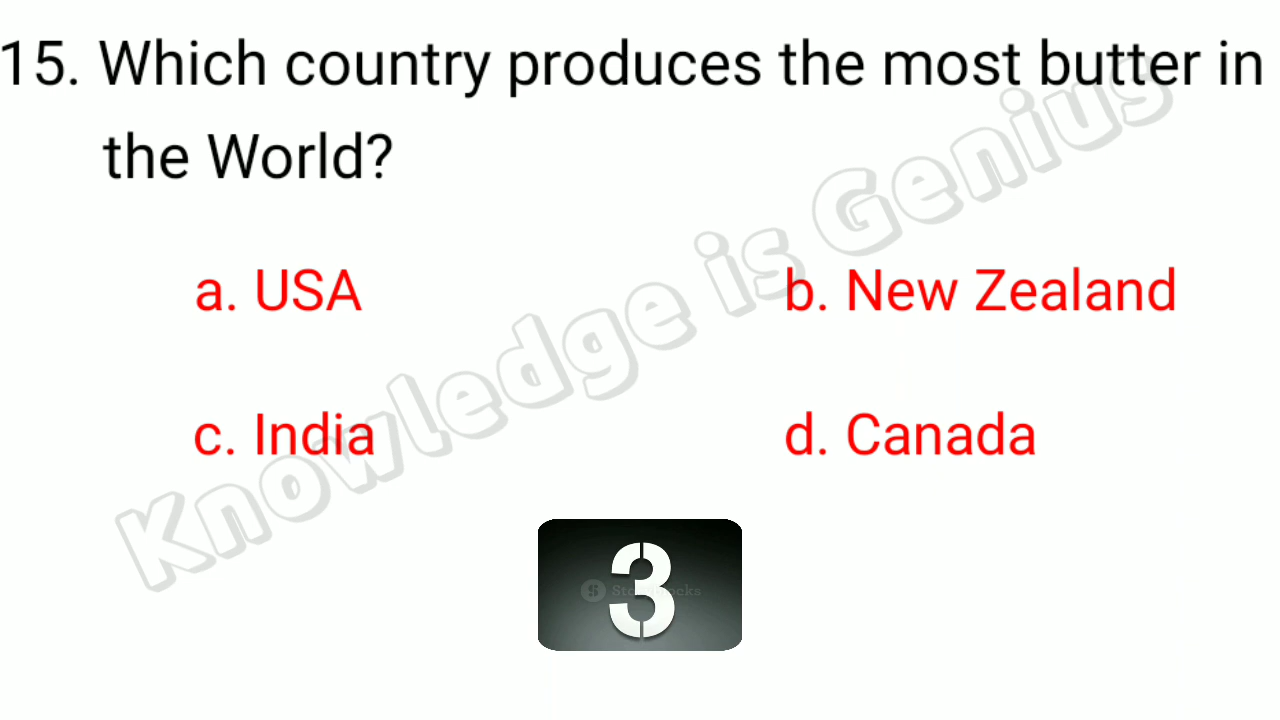 15. Which country produces the most butter in
the World?
a. USA
b. New Zealand
c. India
d. Canada
Knowledge is Genius
3